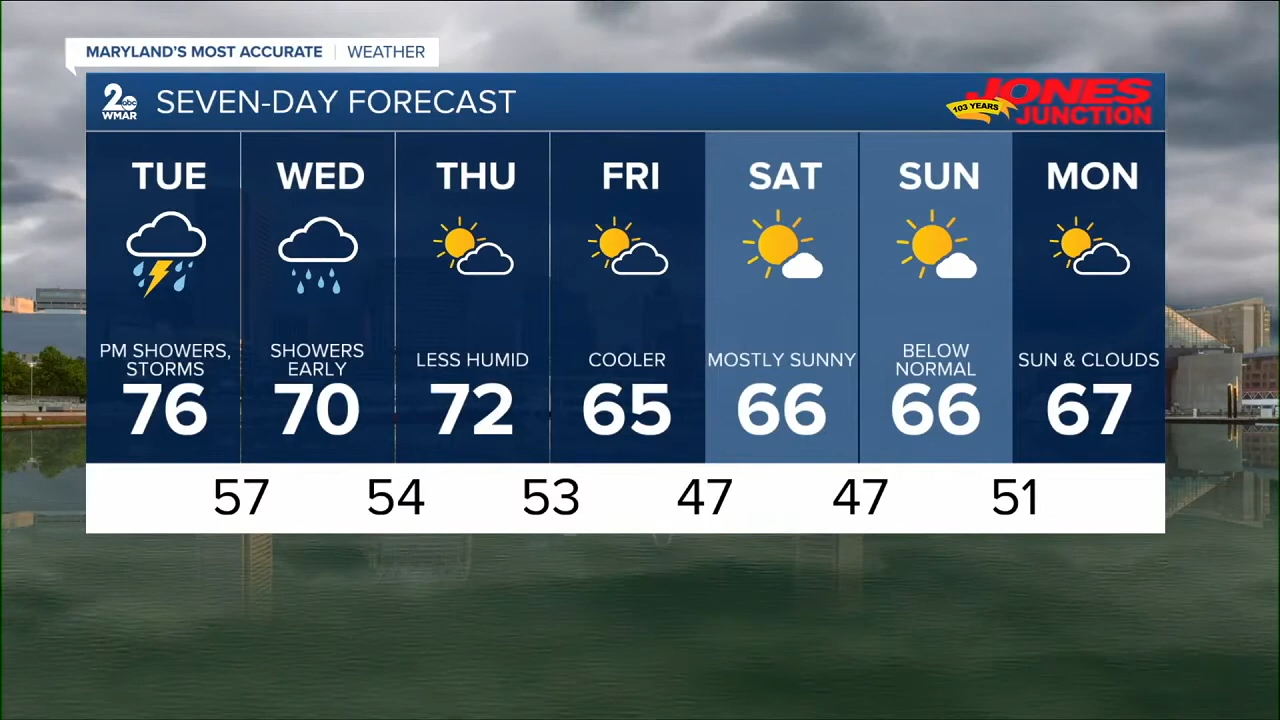 MARYLAND'S MOST ACCURATE | WEATHER
2 abc
WMAR
SEVEN-DAY FORECAST
103 YEARS
JONES
JUNCTION
TUE WED THU FRI SAT SUN MON
PM SHOWERS, STORMS
SHOWERS EARLY
LESS HUMID
COOLER
MOSTLY SUNNY
BELOW NORMAL
SUN & CLOUDS
76 70 72 65 66 66 67
57 54 53 47 47 51